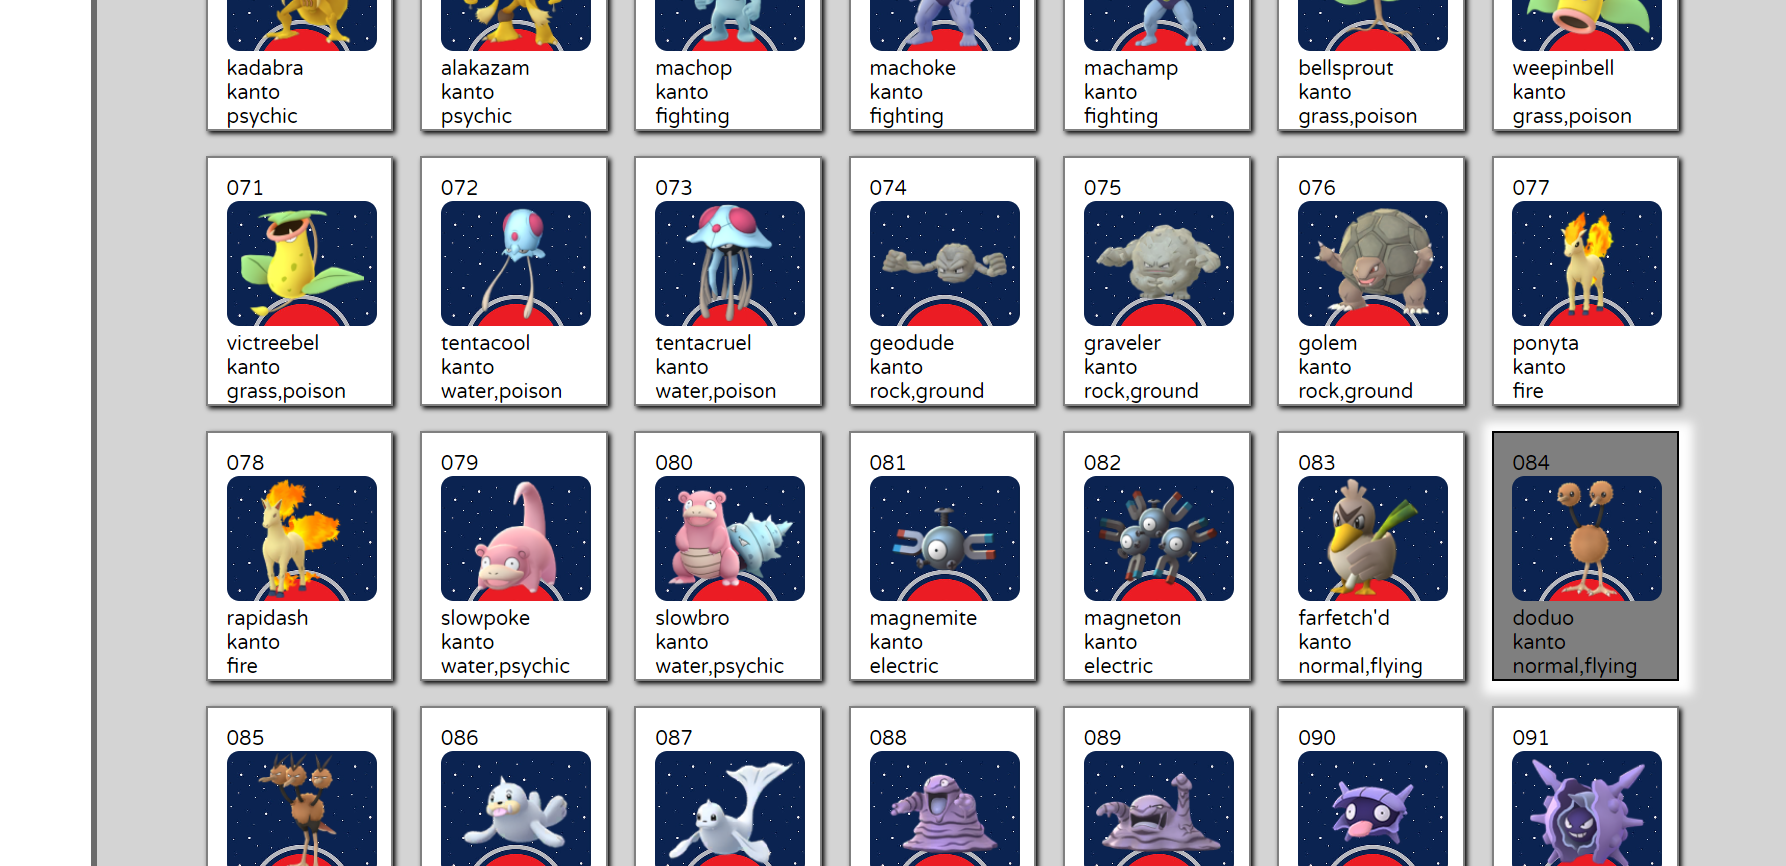 kadabra
kanto
psychic
alakazam
kanto
psychic
machop
kanto
fighting
machoke
kanto
fighting
machamp
kanto
fighting
bellsprout
kanto
grass,poison
weepinbell
kanto
grass,poison
071
victreebel
kanto
grass,poison
072
tentacool
kanto
water,poison
073
tentacruel
kanto
water,poison
074
geodude
kanto
rock,ground
075
graveler
kanto
rock,ground
076
golem
kanto
rock,ground
077
ponyta
kanto
fire
078
rapidash
kanto
fire
079
slowpoke
kanto
water,psychic
080
slowbro
kanto
water,psychic
081
magnemite
kanto
electric
082
magneton
kanto
electric
083
farfetch'd
kanto
normal,flying
084
doduo
kanto
normal,flying
085
086
087
088
089
090
091